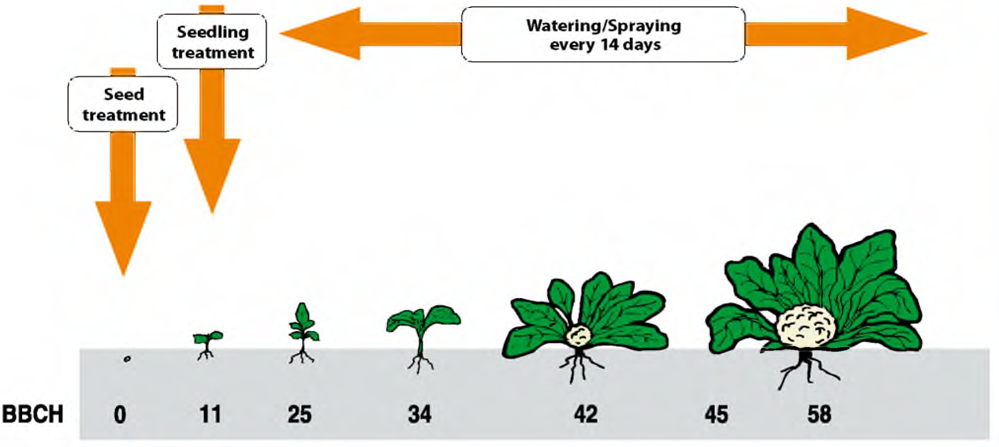 Seedling
treatment
Watering/Spraying
every 14 days
Seed
treatment
BBCH 0 11 25 34 42 45 58